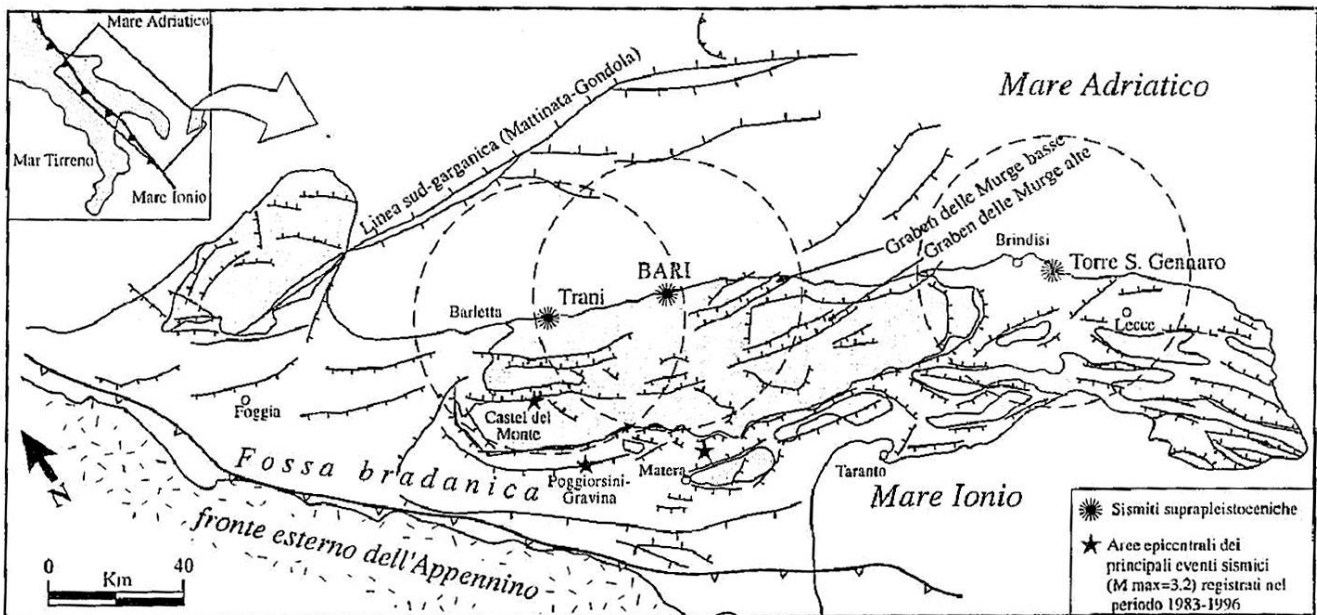 Mare Adriatico
Mar Tirreno
Mare Ionio
Mare Adriatico
Linea sud-garganica (Mattinata-Gondola)
Graben delle Murge basse
Graben delle Murge alte
Brindisi
Torre S. Gennaro
BARI
Trani
Barletta
Lecce
Foggia
Castel del
Monte
Fossa bradanica
Poggiorsini-
Gravina
Matera
Taranto
Mare Ionio
fronte esterno dell'Appennino
N
0 40
Km
Sismiti suprapleistoceniche
Aree epicentrali dei
principali eventi sismici
(M max=3.2) registrati nel
periodo 1983-1996